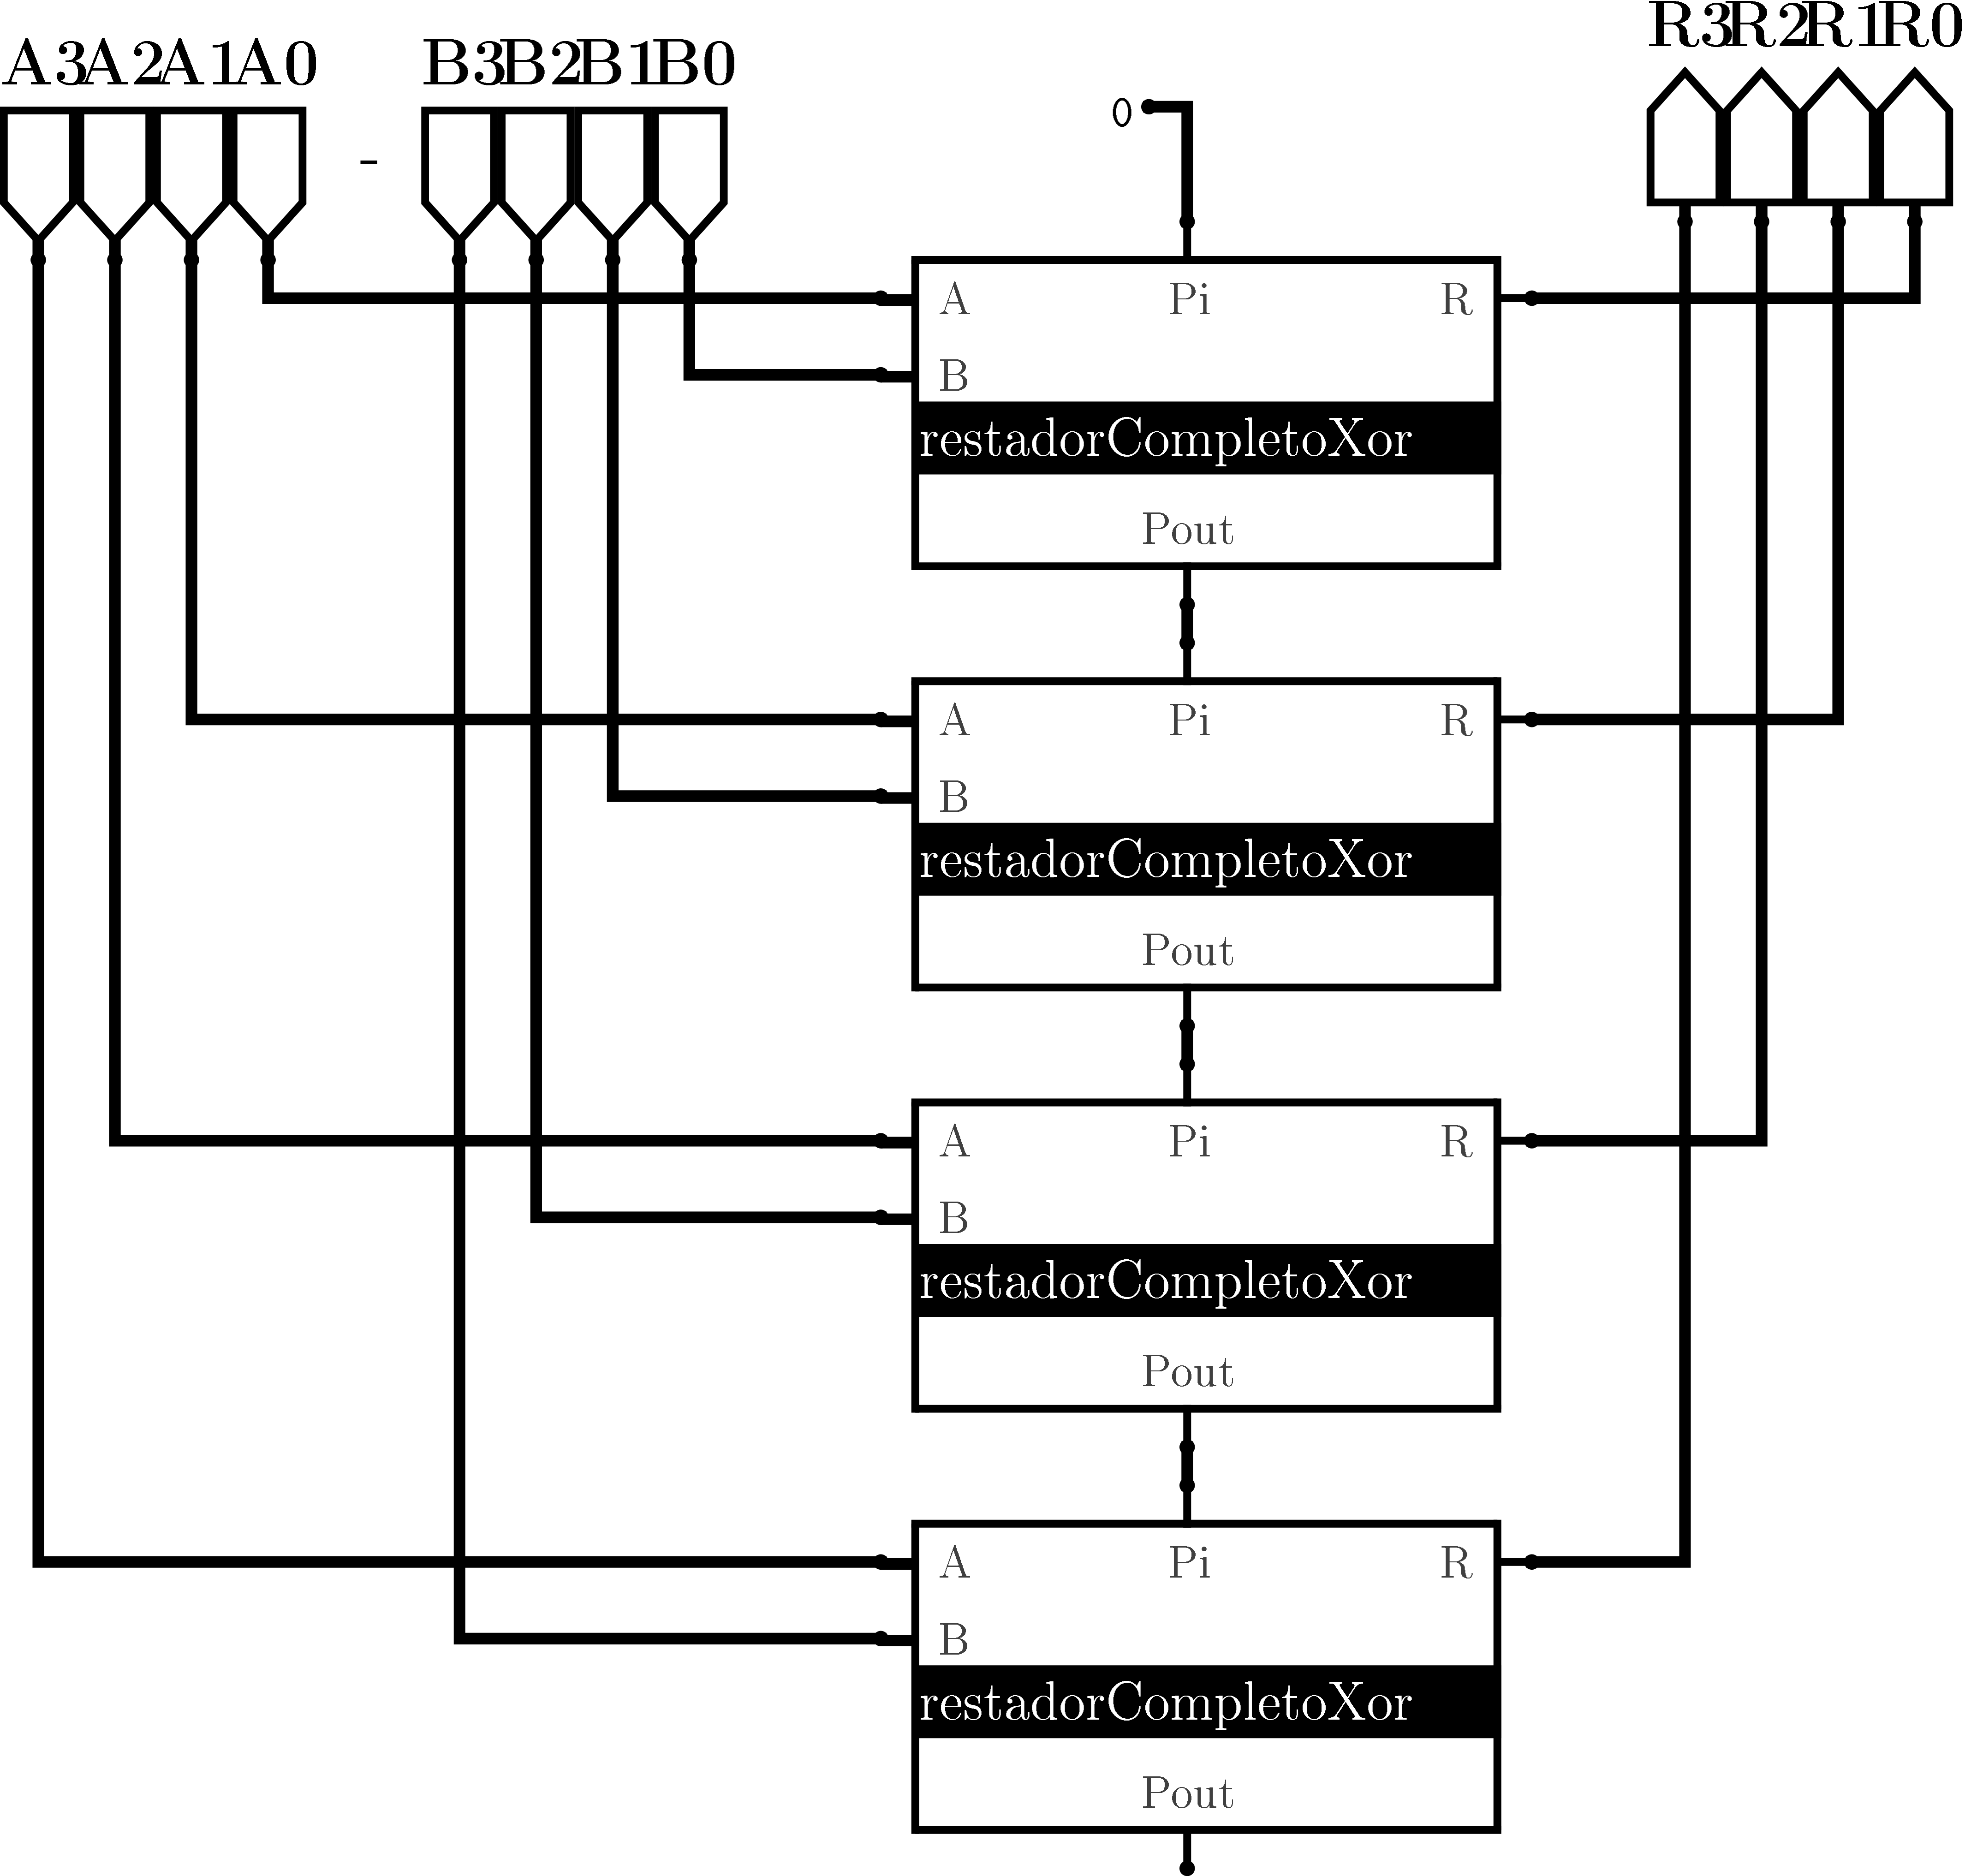 R3R2R1R0
A3A2A1A0 B3B2B1B0
0
-
A Pi R
B
restadorCompletoXor
Pout
A Pi R
B
restadorCompletoXor
Pout
A Pi R
B
restadorCompletoXor
Pout
A Pi R
B
restadorCompletoXor
Pout